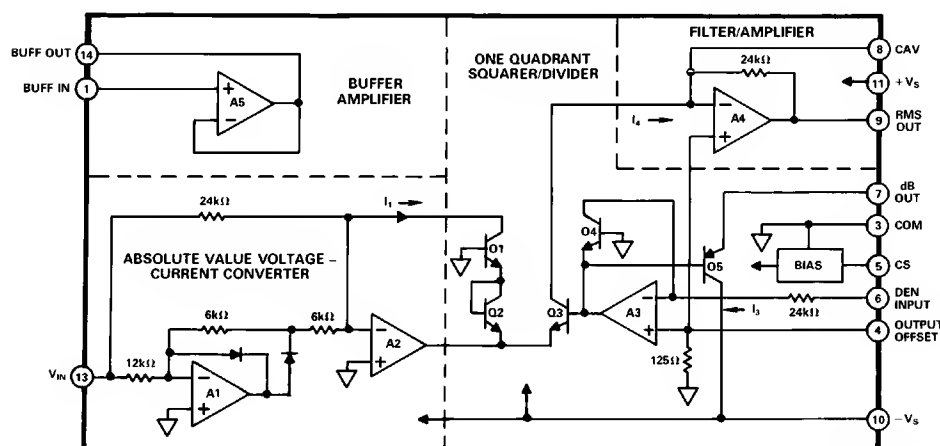 FILTER/AMPLIFIER
BUFF OUT
14
BUFF IN
1
A5
BUFFER
AMPLIFIER
ONE QUADRANT
SQUARER/DIVIDER
24kΩ
I4
A4
8
CAV
11
+VS
9
RMS
OUT
7
dB
OUT
3
COM
BIAS
5
CS
6
DEN
INPUT
4
OUTPUT
OFFSET
10
-VS
24kΩ
I1
ABSOLUTE VALUE VOLTAGE –
CURRENT CONVERTER
6kΩ
6kΩ
12kΩ
VIN
13
A1
A2
Q1
Q2
Q3
Q4
A3
Q5
I3
24kΩ
125Ω